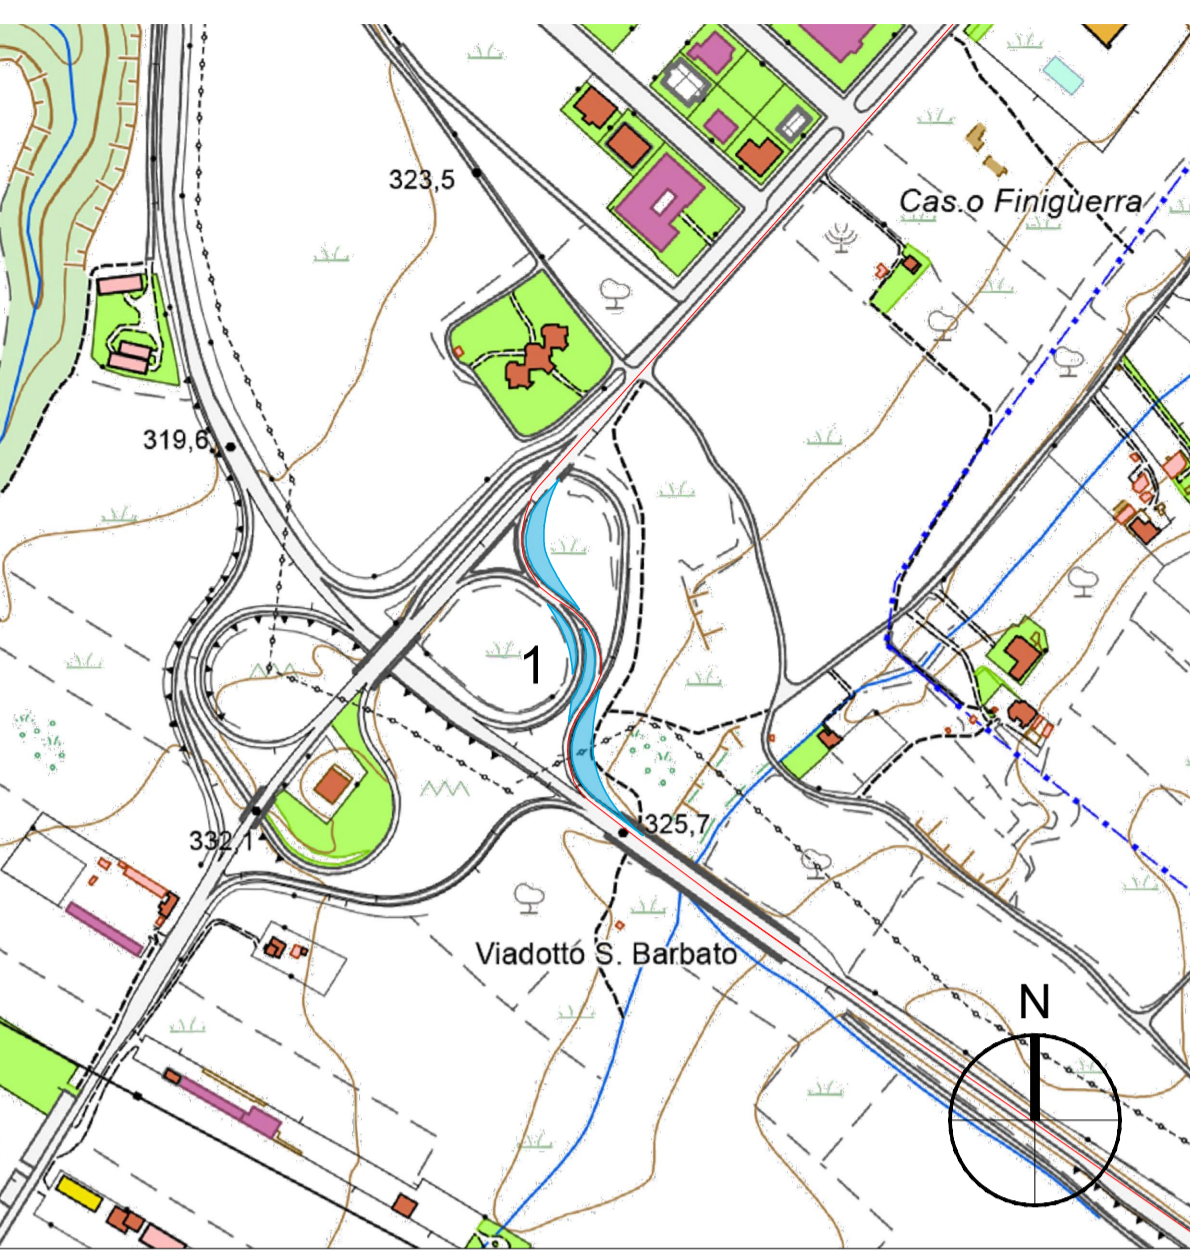 323,5
Cas.o Finiguerra
319,6
1
325,7
332,1
Viadotto S. Barbato
N